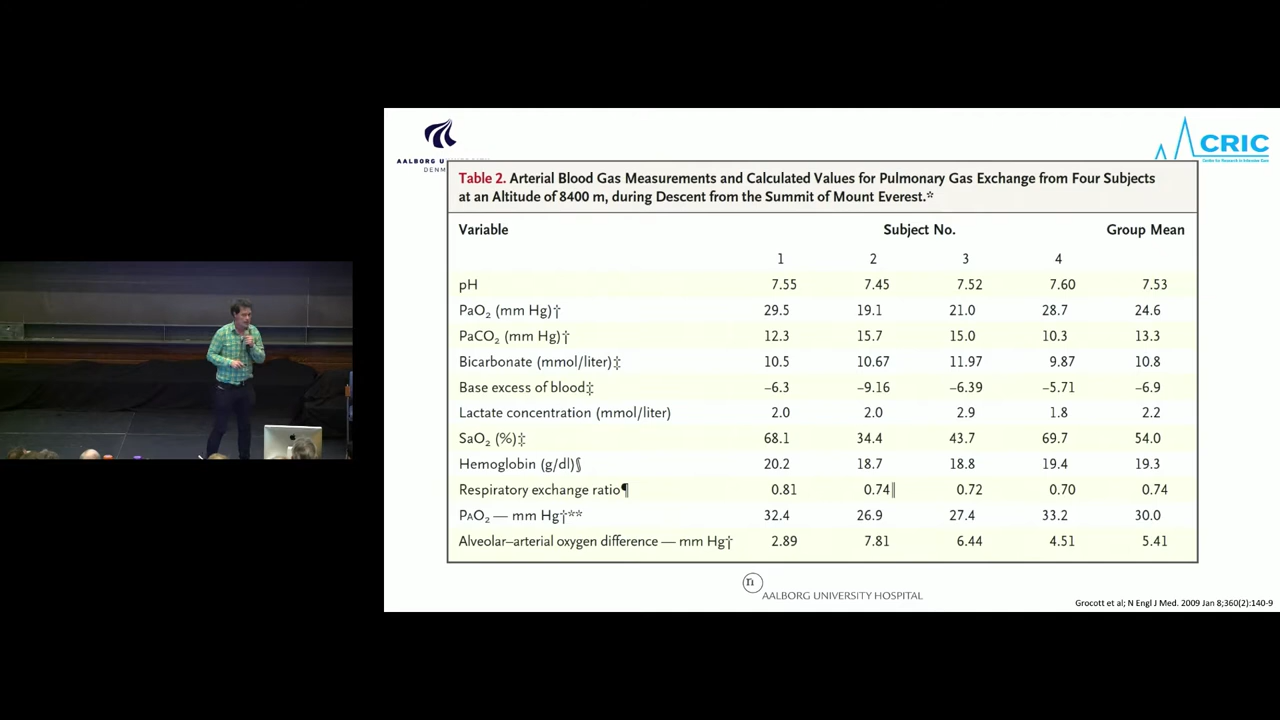 AALBORG U
DENM
CRIC
Centre for Research in Intensive Care
Table 2. Arterial Blood Gas Measurements and Calculated Values for Pulmonary Gas Exchange from Four Subjects
at an Altitude of 8400 m, during Descent from the Summit of Mount Everest.*
Variable Subject No. Group Mean
1 2 3 4
pH 7.55 7.45 7.52 7.60 7.53
PaO₂ (mm Hg)† 29.5 19.1 21.0 28.7 24.6
PaCO₂ (mm Hg)† 12.3 15.7 15.0 10.3 13.3
Bicarbonate (mmol/liter)‡ 10.5 10.67 11.97 9.87 10.8
Base excess of blood‡ −6.3 −9.16 −6.39 −5.71 −6.9
Lactate concentration (mmol/liter) 2.0 2.0 2.9 1.8 2.2
SaO₂ (%)‡ 68.1 34.4 43.7 69.7 54.0
Hemoglobin (g/dl)§ 20.2 18.7 18.8 19.4 19.3
Respiratory exchange ratio¶ 0.81 0.74‖ 0.72 0.70 0.74
PAO₂ — mm Hg†** 32.4 26.9 27.4 33.2 30.0
Alveolar–arterial oxygen difference — mm Hg† 2.89 7.81 6.44 4.51 5.41
n
AALBORG UNIVERSITY HOSPITAL
Grocott et al; N Engl J Med. 2009 Jan 8;360(2):140-9